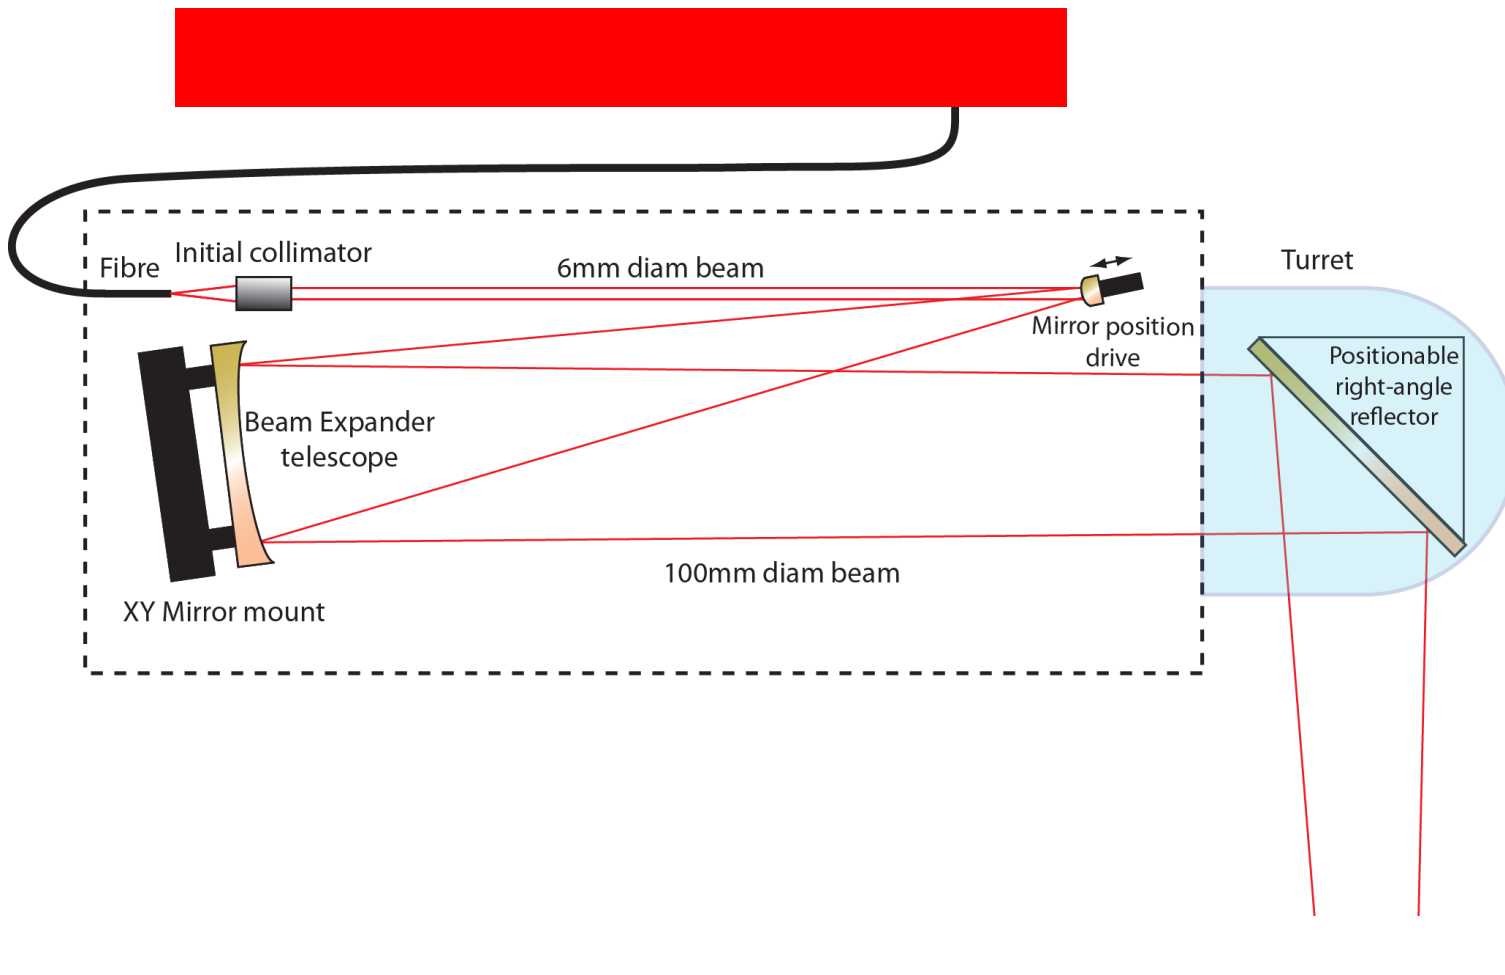 Initial collimator
Fibre
6mm diam beam
Turret
Mirror position
drive
Positionable
right-angle
reflector
Beam Expander
telescope
100mm diam beam
XY Mirror mount